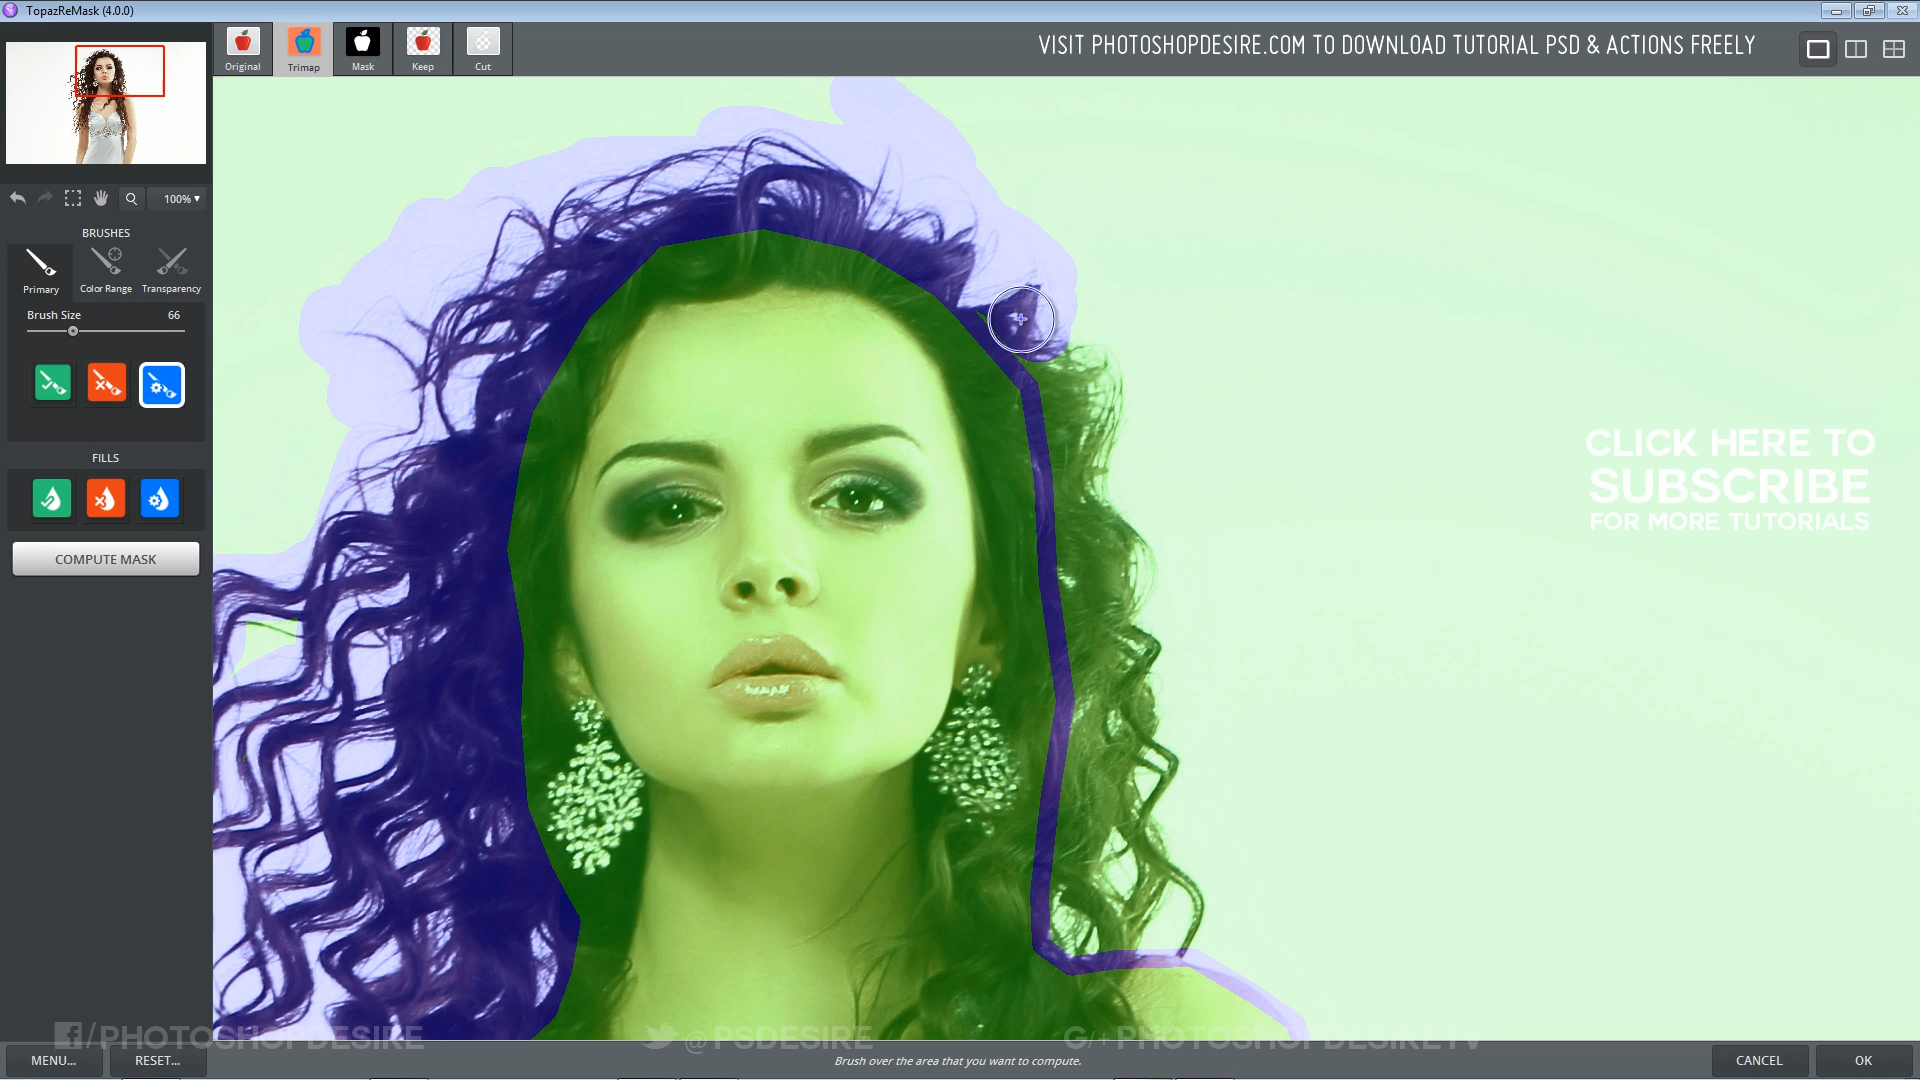 TopazReMask (4.0.0)
Original
Trimap
Mask
Keep
Cut
VISIT PHOTOSHOPDESIRE.COM TO DOWNLOAD TUTORIAL PSD & ACTIONS FREELY
100%
BRUSHES
Primary
Color Range
Transparency
Brush Size 66
FILLS
COMPUTE MASK
CLICK HERE TO
SUBSCRIBE
FOR MORE TUTORIALS
/PHOTOSHOPDESIRE
@PSDESIRE
G/+PHOTOSHOPDESIRETV
MENU...
RESET...
Brush over the area that you want to compute.
CANCEL
OK